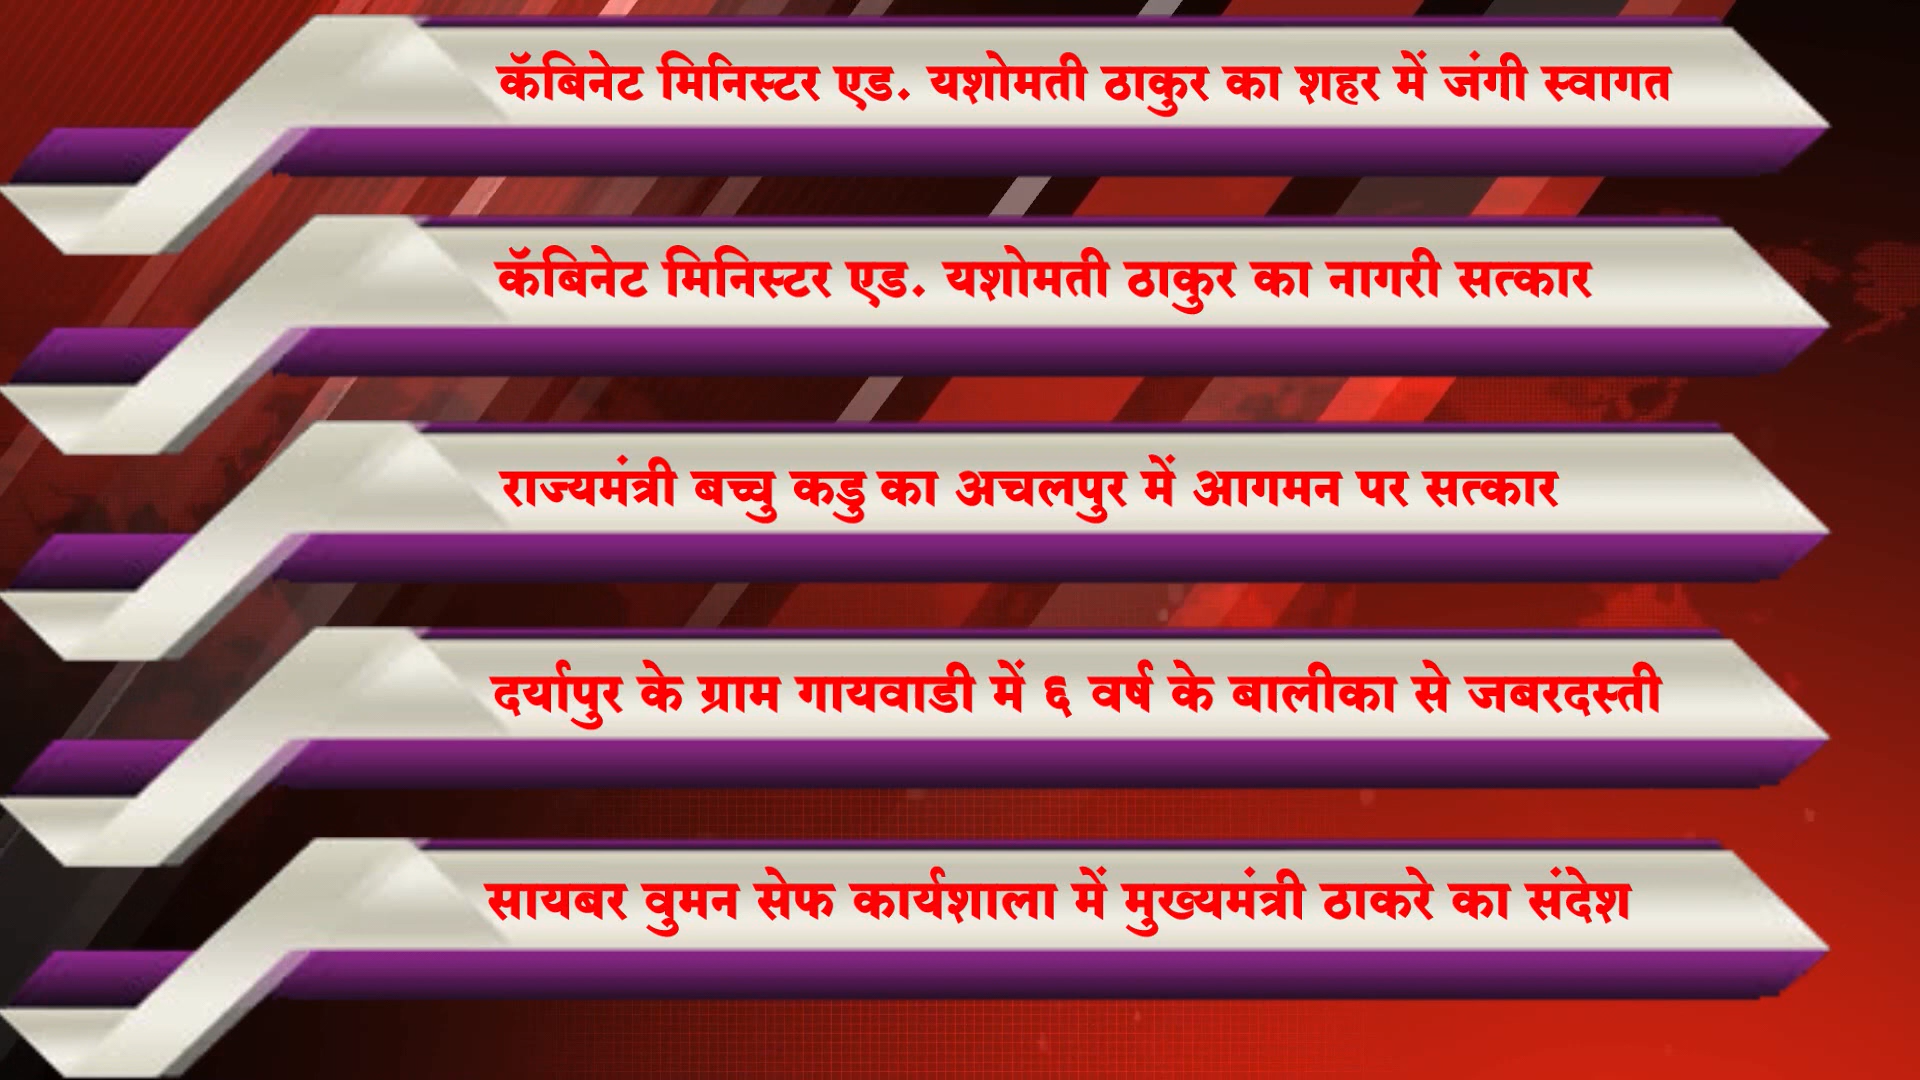 कॅबिनेट मिनिस्टर एड. यशोमती ठाकुर का शहर में जंगी स्वागत
कॅबिनेट मिनिस्टर एड. यशोमती ठाकुर का नागरी सत्कार
राज्यमंत्री बच्चु कडु का अचलपुर में आगमन पर सत्कार
दर्यापुर के ग्राम गायवाडी में ६ वर्ष के बालीका से जबरदस्ती
सायबर वुमन सेफ कार्यशाला में मुख्यमंत्री ठाकरे का संदेश